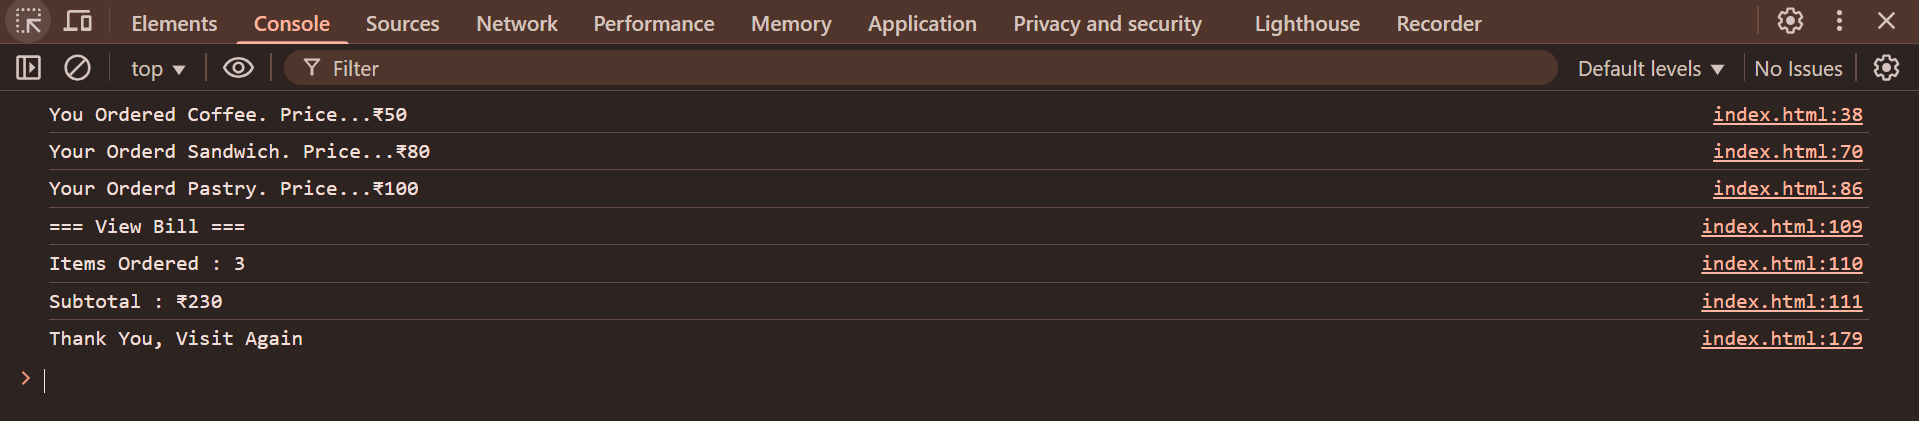 Elements Console Sources Network Performance Memory Application Privacy and security Lighthouse Recorder
top Filter Default levels No Issues
You Ordered Coffee. Price...₹50 index.html:38
Your Orderd Sandwich. Price...₹80 index.html:70
Your Orderd Pastry. Price...₹100 index.html:86
=== View Bill === index.html:109
Items Ordered : 3 index.html:110
Subtotal : ₹230 index.html:111
Thank You, Visit Again index.html:179